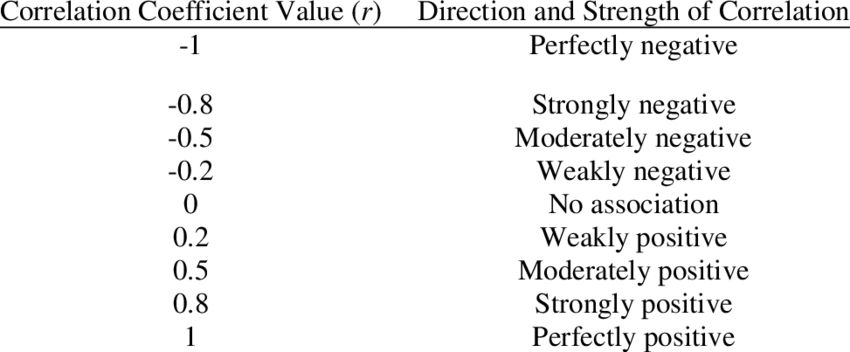 Correlation Coefficient Value (r) Direction and Strength of Correlation
-1 Perfectly negative
-0.8 Strongly negative
-0.5 Moderately negative
-0.2 Weakly negative
0 No association
0.2 Weakly positive
0.5 Moderately positive
0.8 Strongly positive
1 Perfectly positive